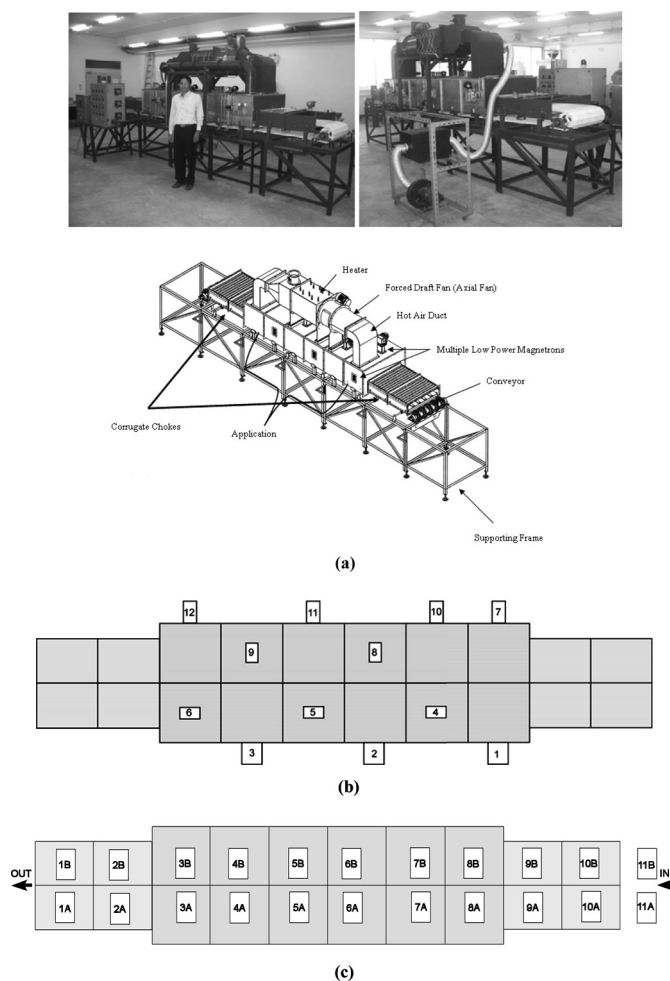 Heater
Forced Draft Fan (Axial Fan)
Hot Air Duct
Multiple Low Power Magnetrons
Conveyor
Corrugate Chokes
Application
Supporting Frame
(a)
12 11 10 7
9 8
6 5 4
3 2 1
(b)
1B 2B 3B 4B 5B 6B 7B 8B 9B 10B 11B
OUT IN
1A 2A 3A 4A 5A 6A 7A 8A 9A 10A 11A
(c)